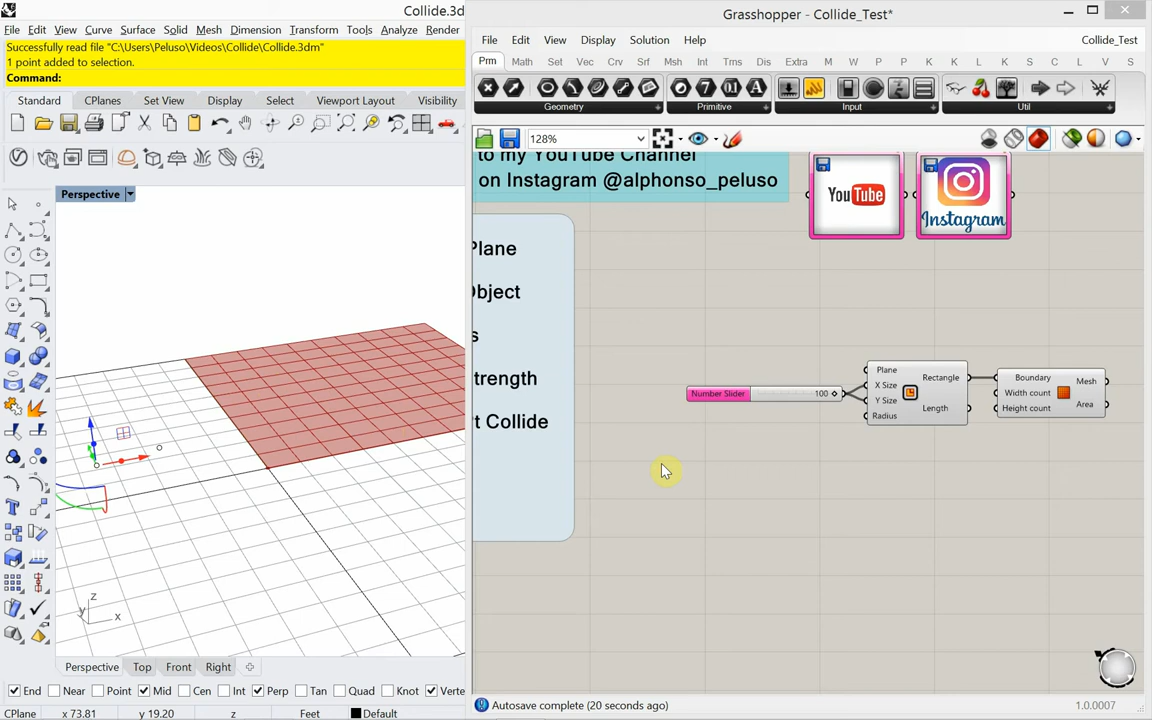 Collide.3d
File Edit View Curve Surface Solid Mesh Dimension Transform Tools Analyze Render
Successfully read file "C:\Users\Peluso\Videos\Collide\Collide.3dm"
1 point added to selection.
Command:
Standard CPlanes Set View Display Select Viewport Layout Visibility
Perspective
z
y
x
Perspective Top Front Right
End Near Point Mid Cen Int Perp Tan Quad Knot Verte
CPlane x 73.81 y 19.20 z Feet Default
Grasshopper - Collide_Test*
File Edit View Display Solution Help Collide_Test
Prm Math Set Vec Crv Srf Msh Int Trns Dis Extra M W P P K K L K C L V S
Geometry Primitive Input Util
128%
to my YouTube Channel
on Instagram @alphonso_peluso
YouTube
Instagram
Plane
Object
s
trength
t Collide
Number Slider 100
Plane
X Size
Y Size
Radius
Rectangle
Length
Boundary
Width count
Height count
Mesh
Area
Autosave complete (20 seconds ago) 1.0.0007